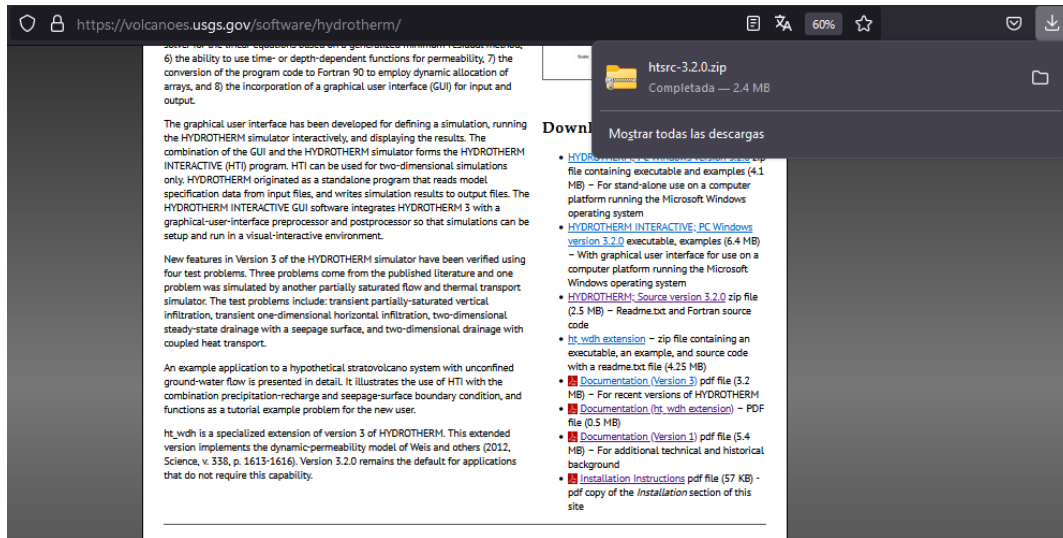 https://volcanoes.usgs.gov/software/hydrotherm/
60%
htsrc-3.2.0.zip
Completada — 2.4 MB
Mostrar todas las descargas
solver for the linear equations based on a generalized minimum residual method,
6) the ability to use time- or depth-dependent functions for permeability, 7) the
conversion of the program code to Fortran 90 to employ dynamic allocation of
arrays, and 8) the incorporation of a graphical user interface (GUI) for input and
output.
The graphical user interface has been developed for defining a simulation, running
the HYDROTHERM simulator interactively, and displaying the results. The
combination of the GUI and the HYDROTHERM simulator forms the HYDROTHERM
INTERACTIVE (HTI) program. HTI can be used for two-dimensional simulations
only. HYDROTHERM originated as a standalone program that reads model
specification data from input files, and writes simulation results to output files. The
HYDROTHERM INTERACTIVE GUI software integrates HYDROTHERM 3 with a
graphical-user-interface preprocessor and postprocessor so that simulations can be
setup and run in a visual-interactive environment.
New features in Version 3 of the HYDROTHERM simulator have been verified using
four test problems. Three problems come from the published literature and one
problem was simulated by another partially saturated flow and thermal transport
simulator. The test problems include: transient partially-saturated vertical
infiltration, transient one-dimensional horizontal infiltration, two-dimensional
steady-state drainage with a seepage surface, and two-dimensional drainage with
coupled heat transport.
An example application to a hypothetical stratovolcano system with unconfined
ground-water flow is presented in detail. It illustrates the use of HTI with the
combination precipitation-recharge and seepage-surface boundary condition, and
functions as a tutorial example problem for the new user.
ht_wdh is a specialized extension of version 3 of HYDROTHERM. This extended
version implements the dynamic-permeability model of Weis and others (2012,
Science, v. 338, p. 1613-1616). Version 3.2.0 remains the default for applications
that do not require this capability.
Downl
• HYDROTHERM; PC Windows version 3.2.0 zip
file containing executable and examples (4.1
MB) – For stand-alone use on a computer
platform running the Microsoft Windows
operating system
• HYDROTHERM INTERACTIVE; PC Windows
version 3.2.0 executable, examples (6.4 MB)
– With graphical user interface for use on a
computer platform running the Microsoft
Windows operating system
• HYDROTHERM; Source version 3.2.0 zip file
(2.5 MB) – Readme.txt and Fortran source
code
• ht_wdh extension – zip file containing an
executable, an example, and source code
with a readme.txt file (4.25 MB)
• Documentation (Version 3) pdf file (3.2
MB) – For recent versions of HYDROTHERM
• Documentation (ht_wdh extension) – PDF
file (0.5 MB)
• Documentation (Version 1) pdf file (5.4
MB) – For additional technical and historical
background
• Installation Instructions pdf file (57 KB) -
pdf copy of the Installation section of this
site